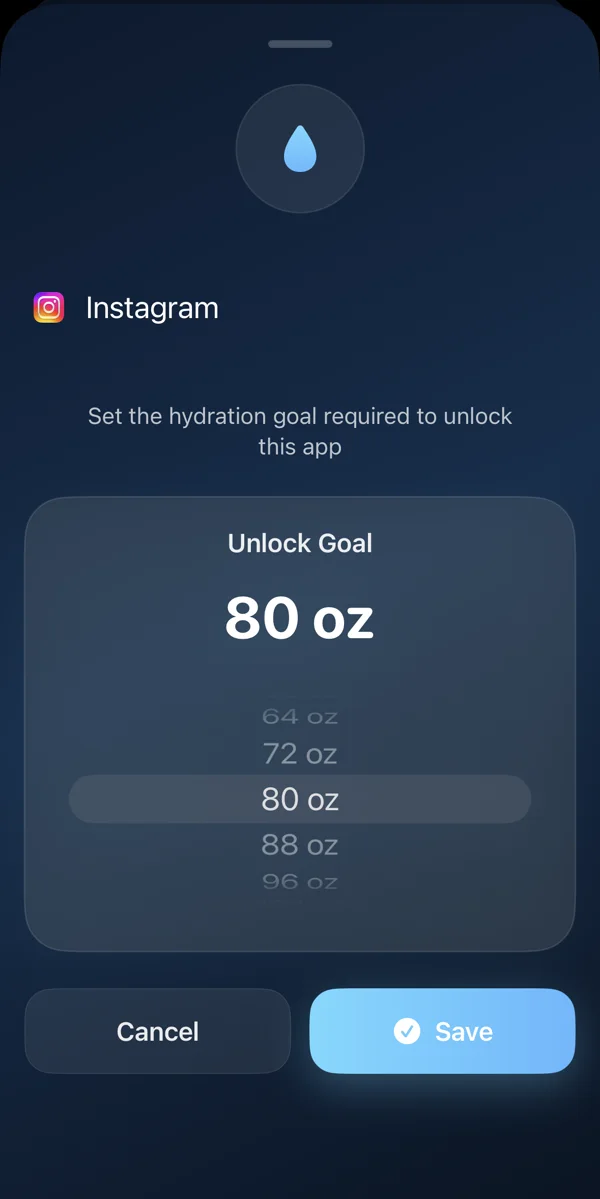 Instagram
Set the hydration goal required to unlock
this app
Unlock Goal
80 oz
64 oz
72 oz
80 oz
88 oz
96 oz
Cancel
Save